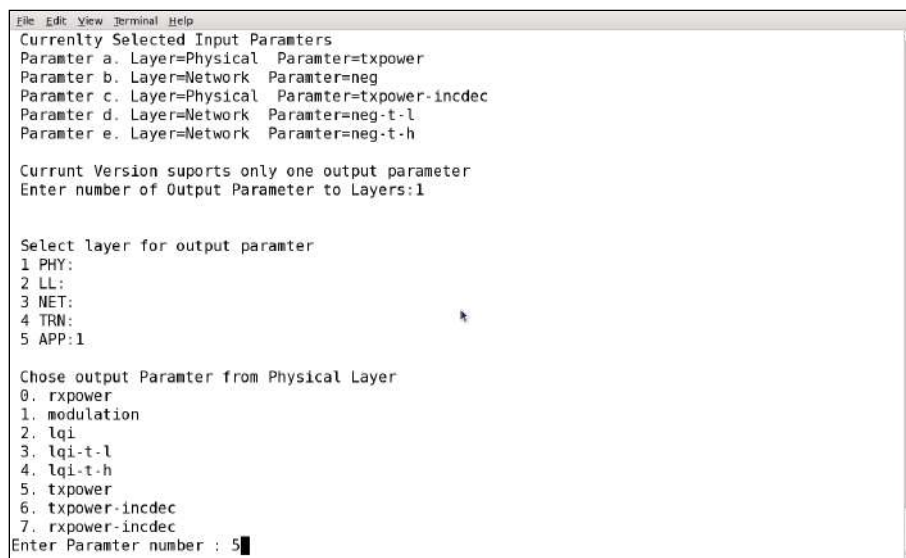 File Edit View Terminal Help
Currenlty Selected Input Paramters
Paramter a. Layer=Physical Paramter=txpower
Paramter b. Layer=Network Paramter=neg
Paramter c. Layer=Physical Paramter=txpower-incdec
Paramter d. Layer=Network Paramter=neg-t-l
Paramter e. Layer=Network Paramter=neg-t-h
Currunt Version suports only one output parameter
Enter number of Output Parameter to Layers:1
Select layer for output paramter
1 PHY:
2 LL:
3 NET:
4 TRN:
5 APP:1
Chose output Paramter from Physical Layer
0. rxpower
1. modulation
2. lqi
3. lqi-t-l
4. lqi-t-h
5. txpower
6. txpower-incdec
7. rxpower-incdec
Enter Paramter number : 5